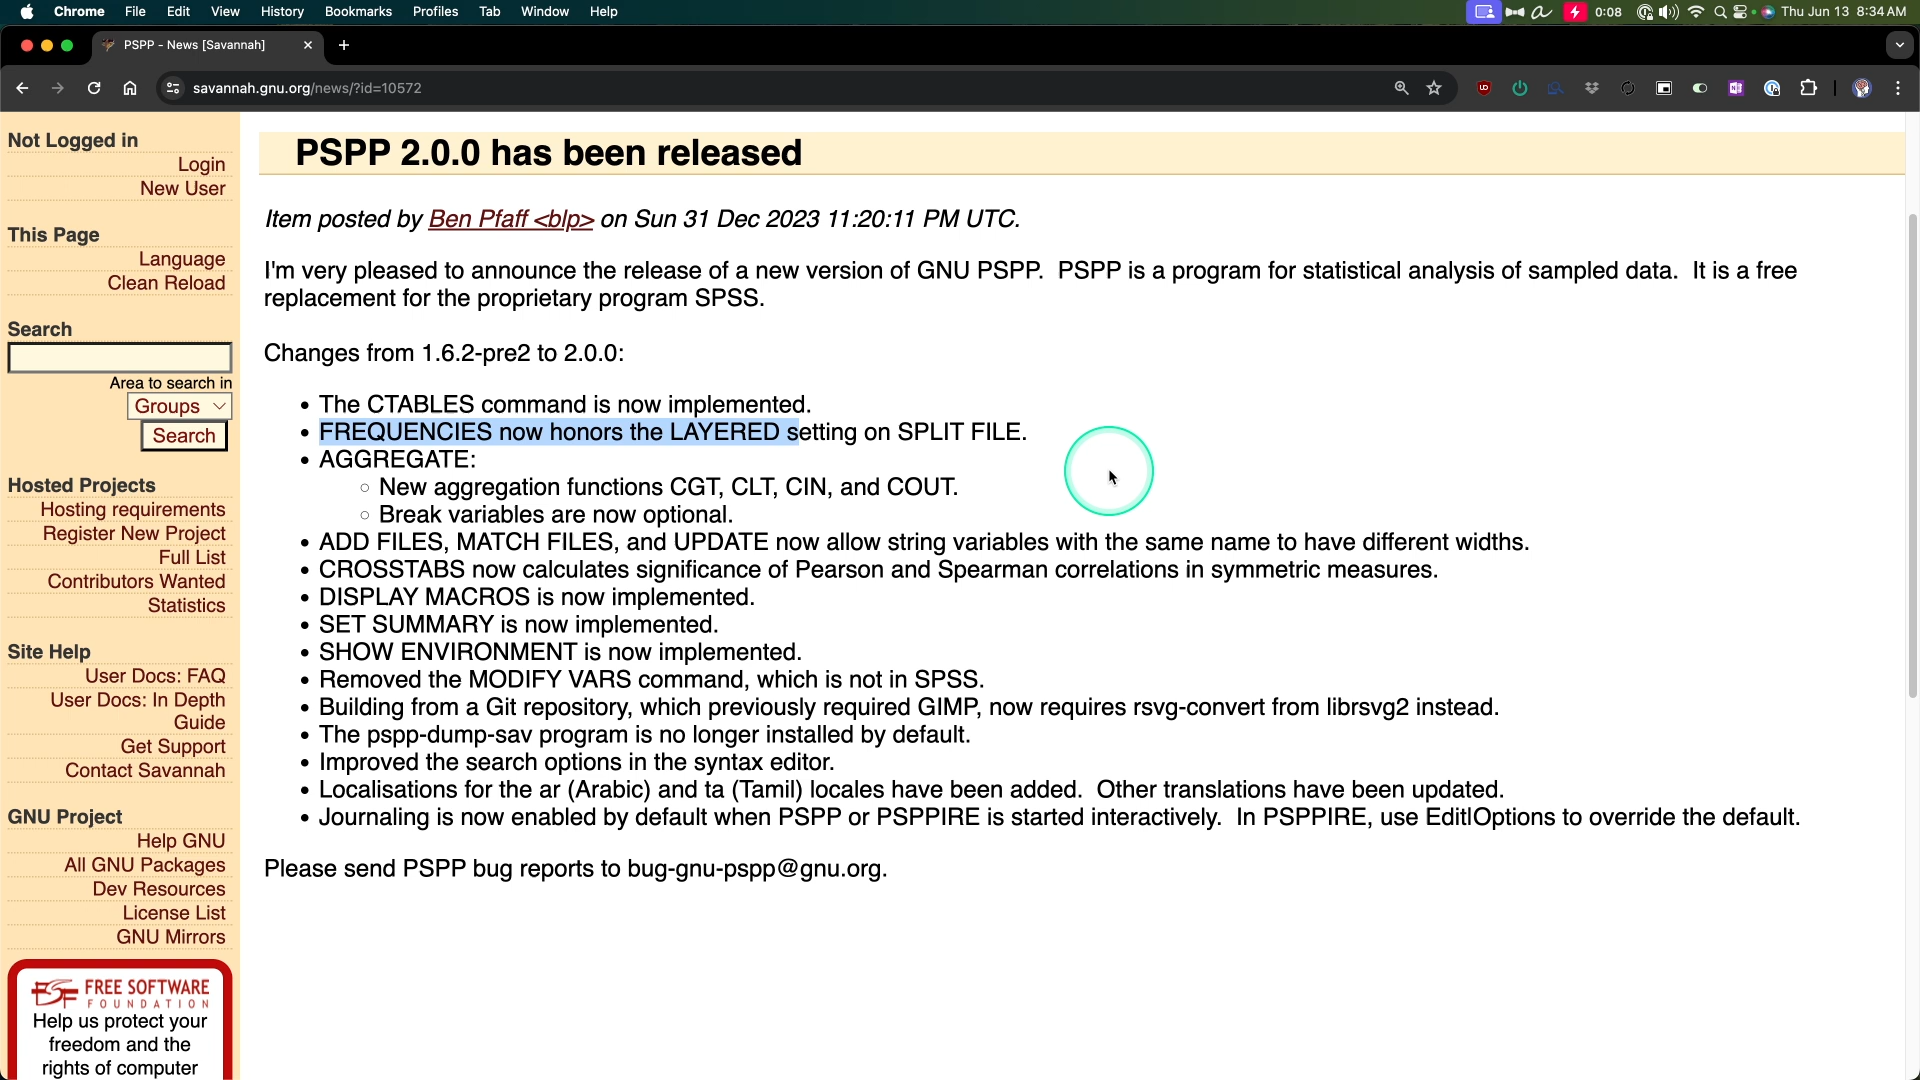 Chrome File Edit View History Bookmarks Profiles Tab Window Help 0:08 Thu Jun 13 8:34 AM
PSPP - News [Savannah]
savannah.gnu.org/news/?id=10572
Not Logged in
Login
New User
This Page
Language
Clean Reload
Search
Area to search in
Groups
Search
Hosted Projects
Hosting requirements
Register New Project
Full List
Contributors Wanted
Statistics
Site Help
User Docs: FAQ
User Docs: In Depth
Guide
Get Support
Contact Savannah
GNU Project
Help GNU
All GNU Packages
Dev Resources
License List
GNU Mirrors
FREE SOFTWARE
FOUNDATION
Help us protect your
freedom and the
rights of computer
PSPP 2.0.0 has been released
Item posted by Ben Pfaff <blp> on Sun 31 Dec 2023 11:20:11 PM UTC.
I'm very pleased to announce the release of a new version of GNU PSPP. PSPP is a program for statistical analysis of sampled data. It is a free
replacement for the proprietary program SPSS.
Changes from 1.6.2-pre2 to 2.0.0:
• The CTABLES command is now implemented.
• FREQUENCIES now honors the LAYERED setting on SPLIT FILE.
• AGGREGATE:
○ New aggregation functions CGT, CLT, CIN, and COUT.
○ Break variables are now optional.
• ADD FILES, MATCH FILES, and UPDATE now allow string variables with the same name to have different widths.
• CROSSTABS now calculates significance of Pearson and Spearman correlations in symmetric measures.
• DISPLAY MACROS is now implemented.
• SET SUMMARY is now implemented.
• SHOW ENVIRONMENT is now implemented.
• Removed the MODIFY VARS command, which is not in SPSS.
• Building from a Git repository, which previously required GIMP, now requires rsvg-convert from librsvg2 instead.
• The pspp-dump-sav program is no longer installed by default.
• Improved the search options in the syntax editor.
• Localisations for the ar (Arabic) and ta (Tamil) locales have been added. Other translations have been updated.
• Journaling is now enabled by default when PSPP or PSPPIRE is started interactively. In PSPPIRE, use Edit|Options to override the default.
Please send PSPP bug reports to bug-gnu-pspp@gnu.org.